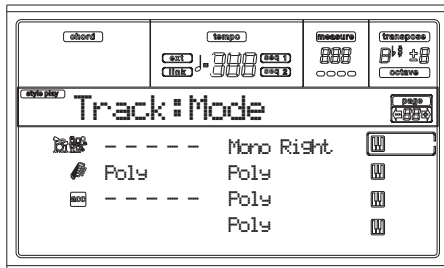 chord tempo measure transpose
ext seq 1
link seq 2
octave
style play
Track:Mode
page
- - - - - Mono Right
Poly Poly
ACC - - - - - Poly
Poly